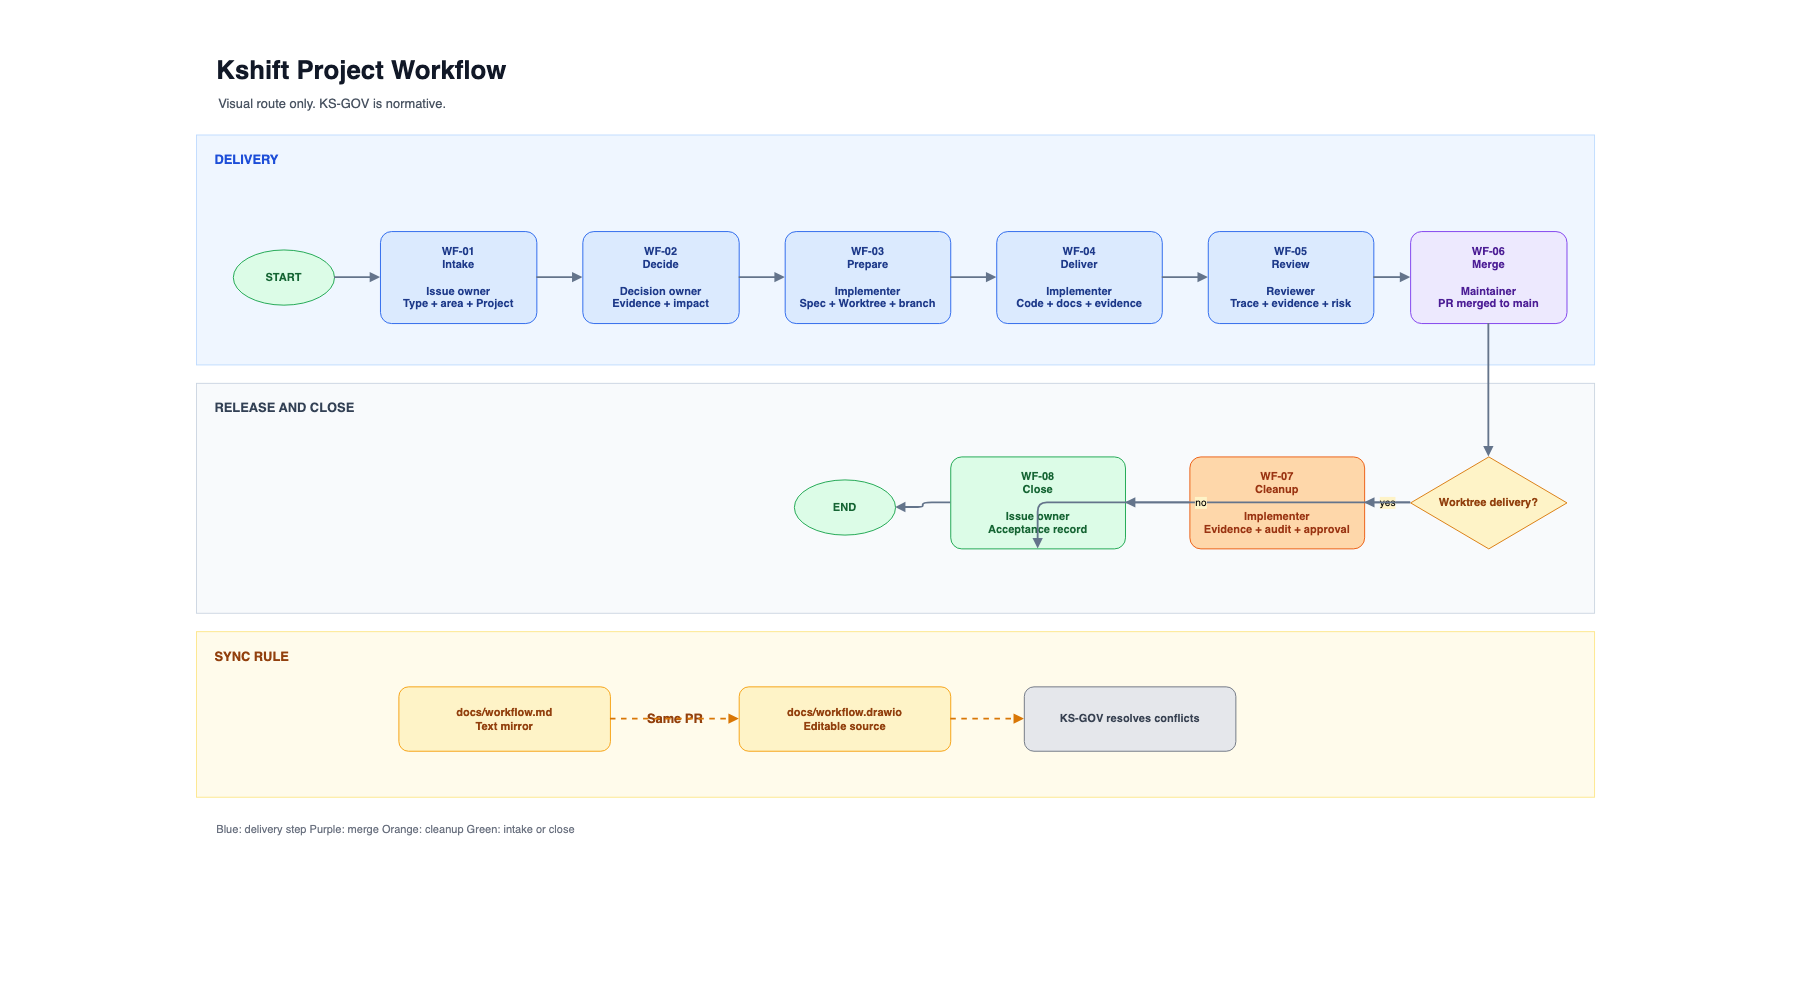 Kshift Project Workflow
Visual route only. KS-GOV is normative.
DELIVERY
START
WF-01
Intake
Issue owner
Type + area + Project
WF-02
Decide
Decision owner
Evidence + impact
WF-03
Prepare
Implementer
Spec + Worktree + branch
WF-04
Deliver
Implementer
Code + docs + evidence
WF-05
Review
Reviewer
Trace + evidence + risk
WF-06
Merge
Maintainer
PR merged to main
RELEASE AND CLOSE
END
WF-08
Close
Issue owner
Acceptance record
no
WF-07
Cleanup
Implementer
Evidence + audit + approval
yes
Worktree delivery?
SYNC RULE
docs/workflow.md
Text mirror
Same PR
docs/workflow.drawio
Editable source
KS-GOV resolves conflicts
Blue: delivery step Purple: merge Orange: cleanup Green: intake or close